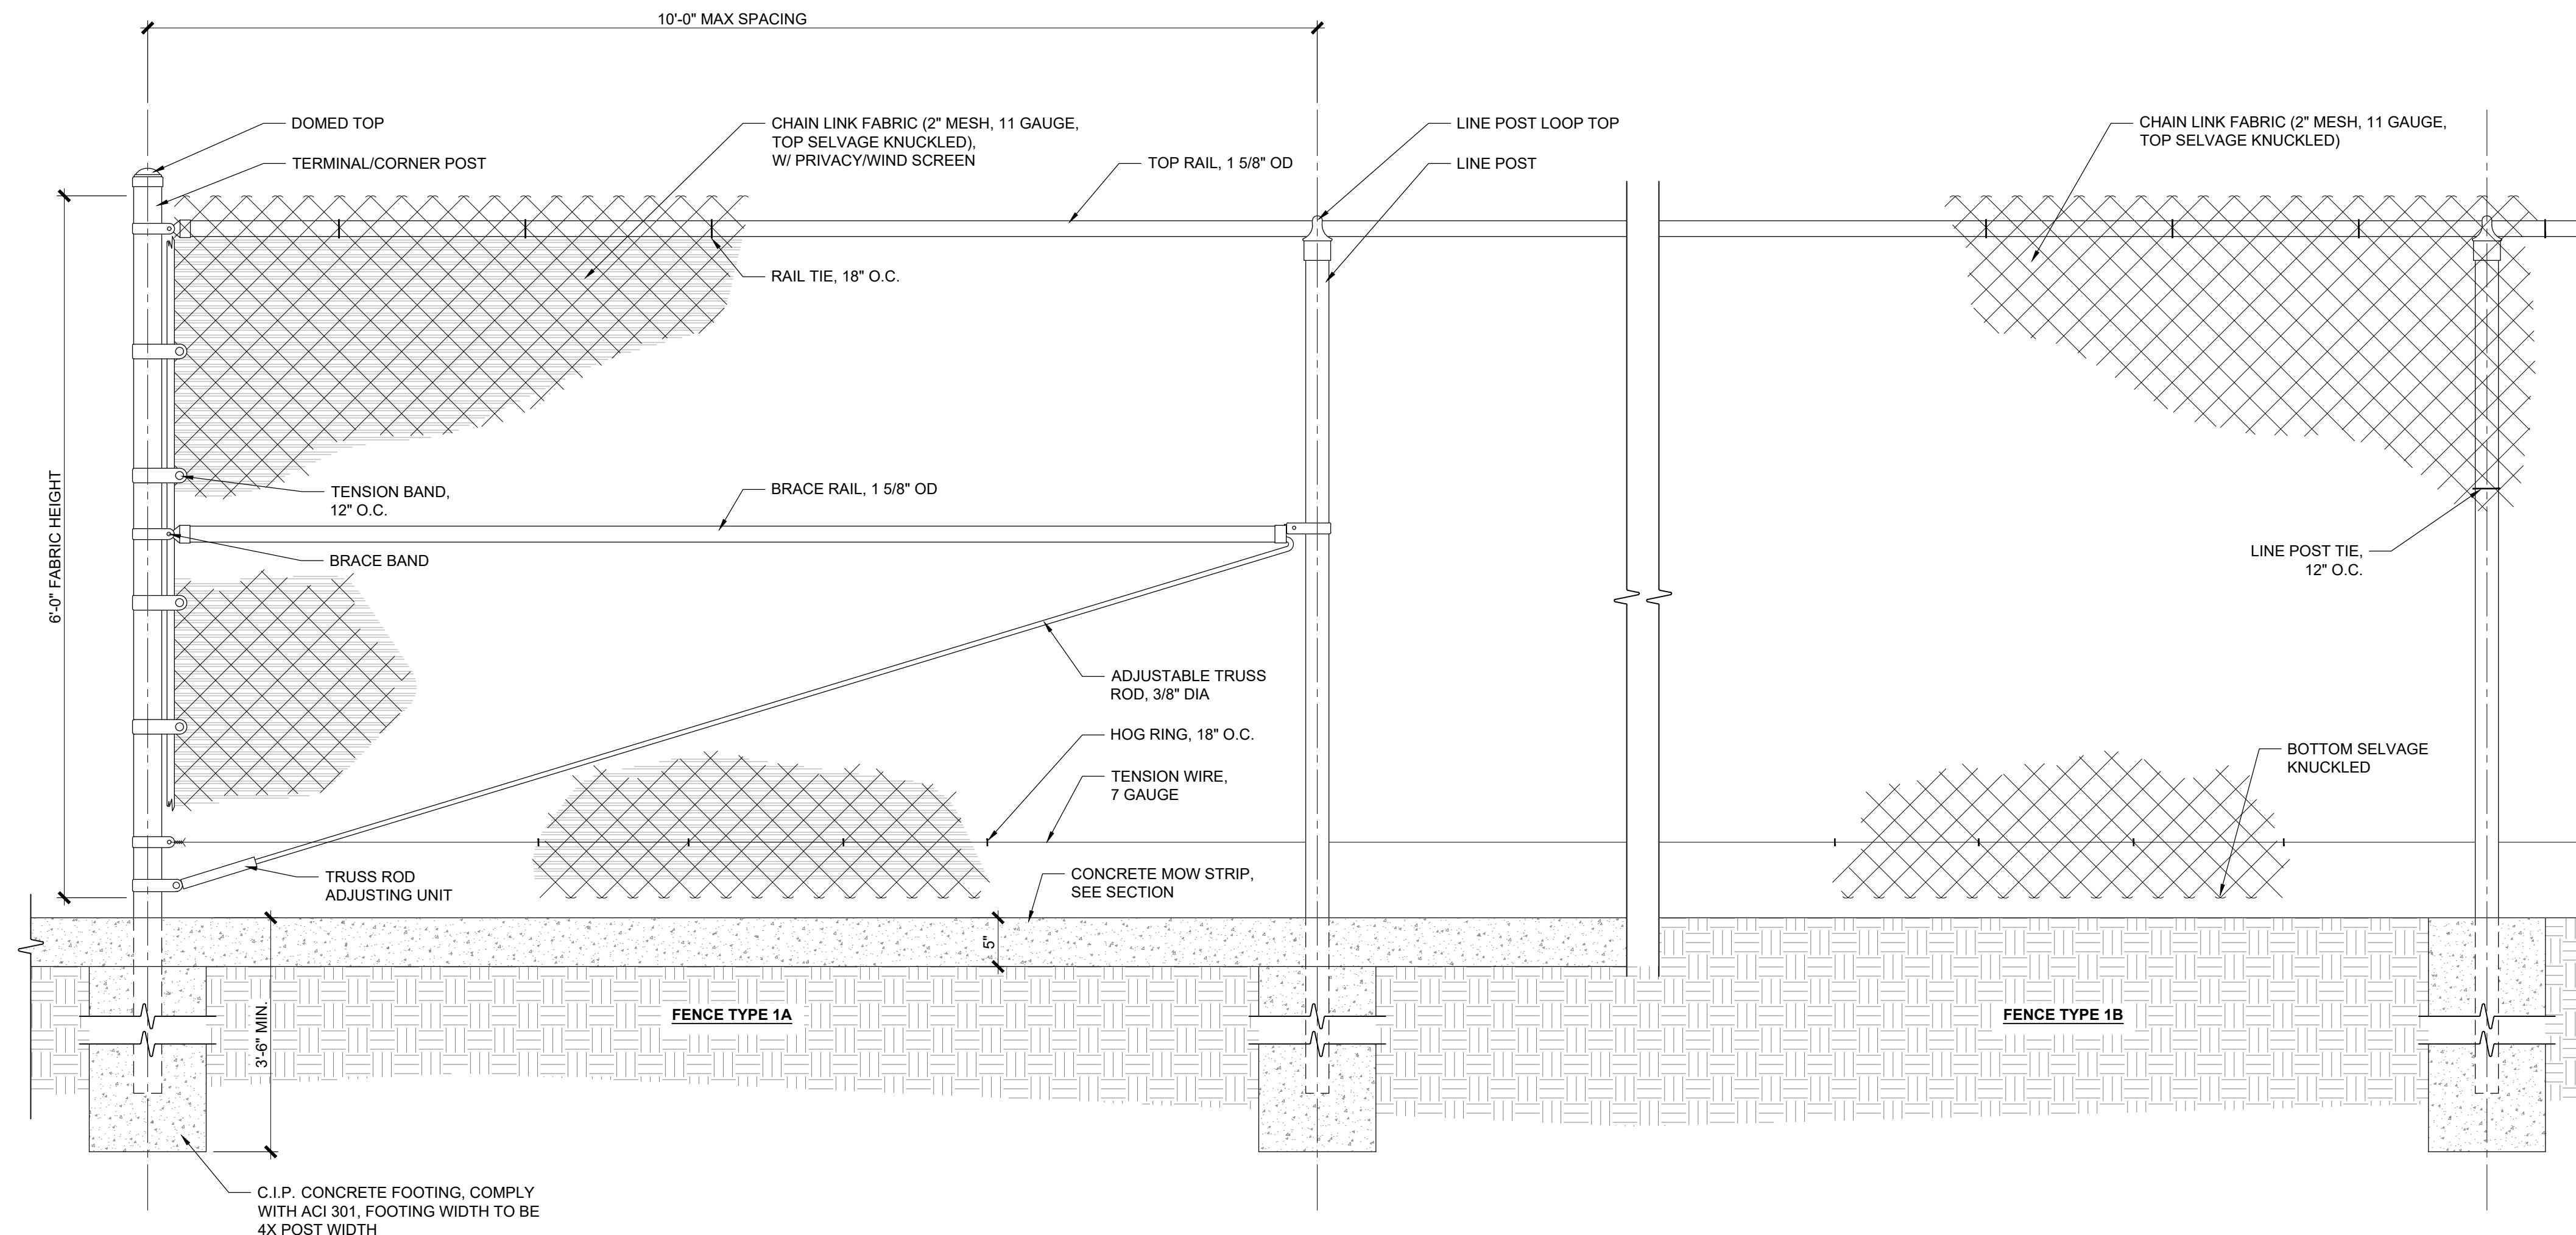 10'-0" MAX SPACING
DOMED TOP
TERMINAL/CORNER POST
CHAIN LINK FABRIC (2" MESH, 11 GAUGE,
TOP SELVAGE KNUCKLED),
W/ PRIVACY/WIND SCREEN
TOP RAIL, 1 5/8" OD
LINE POST LOOP TOP
LINE POST
CHAIN LINK FABRIC (2" MESH, 11 GAUGE,
TOP SELVAGE KNUCKLED)
RAIL TIE, 18" O.C.
6'-0" FABRIC HEIGHT
TENSION BAND,
12" O.C.
BRACE RAIL, 1 5/8" OD
BRACE BAND
LINE POST TIE,
12" O.C.
ADJUSTABLE TRUSS
ROD, 3/8" DIA
HOG RING, 18" O.C.
TENSION WIRE,
7 GAUGE
BOTTOM SELVAGE
KNUCKLED
TRUSS ROD
ADJUSTING UNIT
CONCRETE MOW STRIP,
SEE SECTION
5"
3'-6" MIN.
FENCE TYPE 1A
FENCE TYPE 1B
C.I.P. CONCRETE FOOTING, COMPLY
WITH ACI 301, FOOTING WIDTH TO BE
4X POST WIDTH